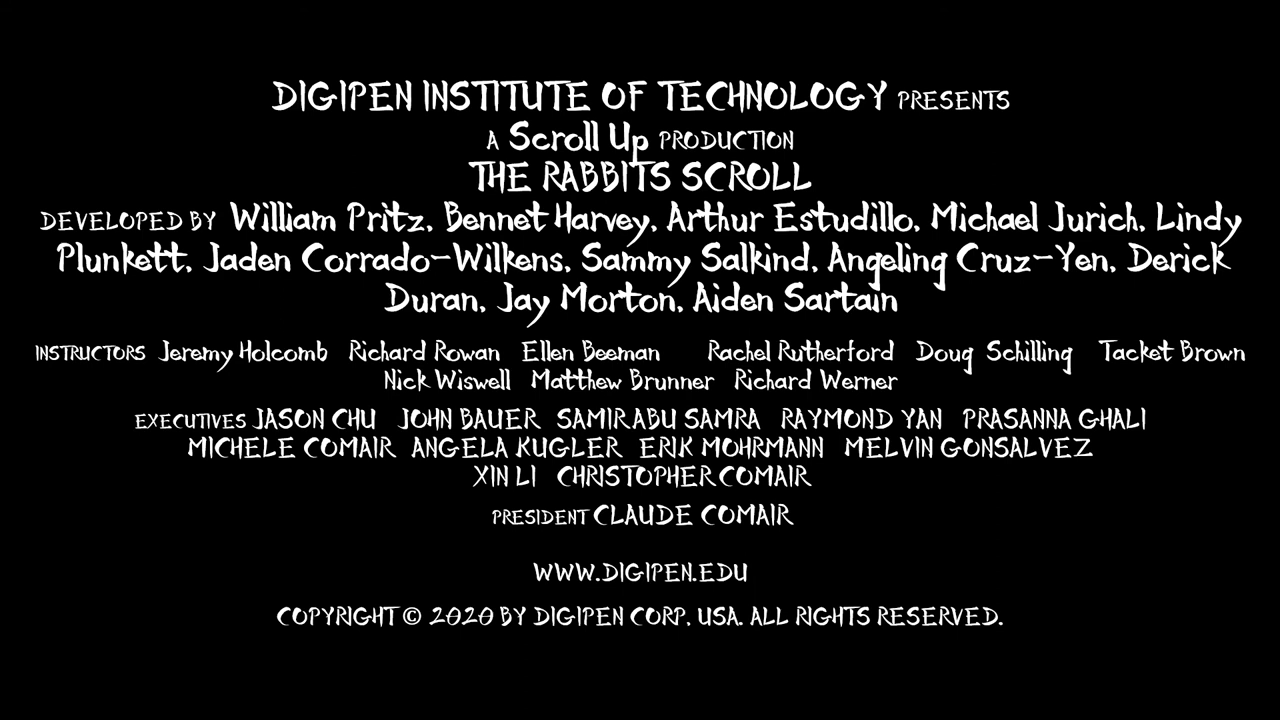 DIGIPEN INSTITUTE OF TECHNOLOGY PRESENTS
A Scroll Up PRODUCTION
THE RABBITS SCROLL
DEVELOPED BY William Pritz, Bennet Harvey, Arthur Estudillo, Michael Jurich, Lindy
Plunkett, Jaden Corrado-Wilkens, Sammy Salkind, Angeling Cruz-Yen, Derick
Duran, Jay Morton, Aiden Sartain
INSTRUCTORS Jeremy Holcomb Richard Rowan Ellen Beeman Rachel Rutherford Doug Schilling Tacket Brown
Nick Wiswell Matthew Brunner Richard Werner
EXECUTIVES JASON CHU JOHN BAUER SAMIR ABU SAMRA RAYMOND YAN PRASANNA GHALI
MICHELE COMAIR ANGELA KUGLER ERIK MOHRMANN MELVIN GONSALVEZ
XIN LI CHRISTOPHER COMAIR
PRESIDENT CLAUDE COMAIR
WWW.DIGIPEN.EDU
COPYRIGHT © 2020 BY DIGIPEN CORP. USA. ALL RIGHTS RESERVED.